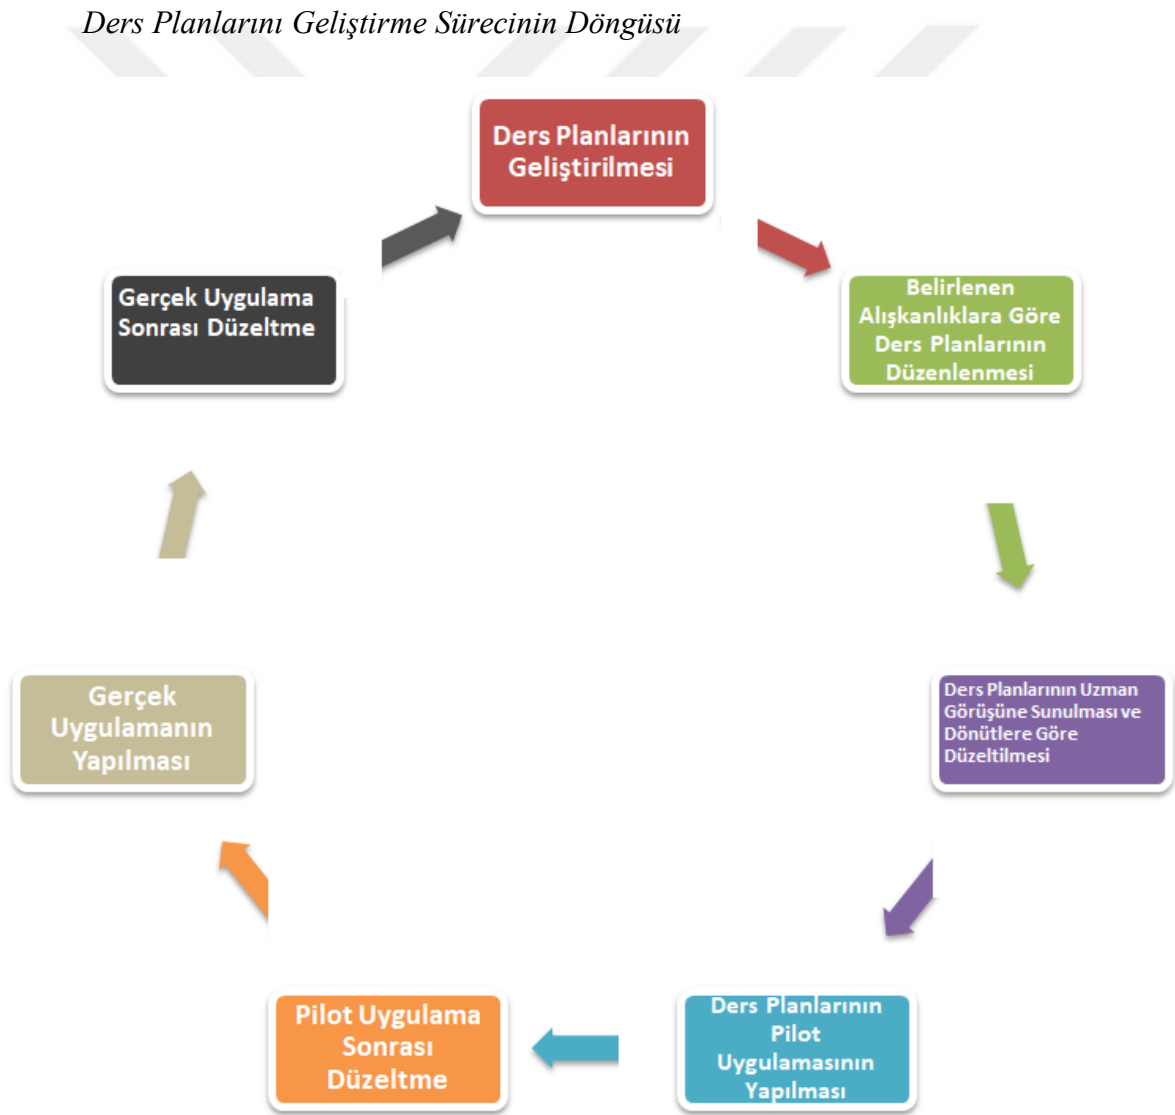 Ders Planlarını Geliştirme Sürecinin Döngüsü
Ders Planlarının
Geliştirilmesi
Belirlenen
Alışkanlıklara Göre
Ders Planlarının
Düzenlenmesi
Ders Planlarının Uzman
Görüşüne Sunulması ve
Dönütlere Göre
Düzeltilmesi
Ders Planlarının
Pilot
Uygulamasının
Yapılması
Pilot Uygulama
Sonrası
Düzeltme
Gerçek
Uygulamanın
Yapılması
Gerçek Uygulama
Sonrası Düzeltme